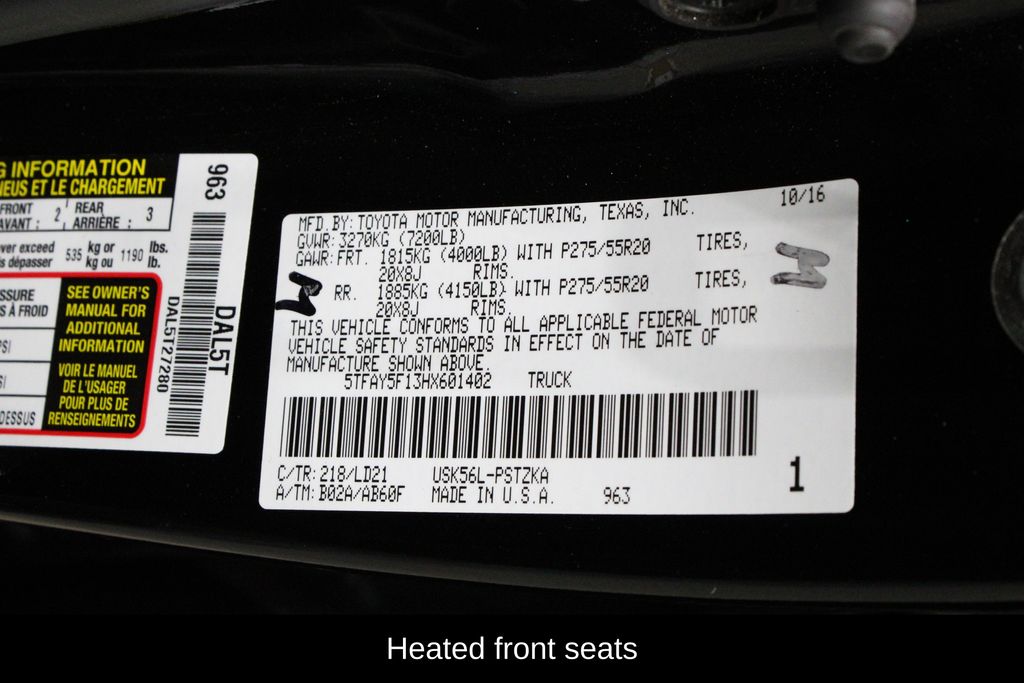 G INFORMATION
NEUS ET LE CHARGEMENT
FRONT
AVANT : 2
REAR
ARRIÈRE : 3
ver exceed
s dépasser 535 kg or
kg ou 1190 lbs.
lb.
SSURE
S À FROID
SEE OWNER'S
MANUAL FOR
ADDITIONAL
INFORMATION
VOIR LE MANUEL
DE L'USAGER
POUR PLUS DE
RENSEIGNEMENTS
PSI
SI
DESSUS
963
DAL5T
DAL5T27280
10/16
MFD.BY:TOYOTA MOTOR MANUFACTURING, TEXAS, INC.
GVWR:3270KG (7200LB)
GAWR:FRT. 1815KG (4000LB) WITH P275/55R20 TIRES,
20X8J RIMS.
RR. 1885KG (4150LB) WITH P275/55R20 TIRES,
20X8J RIMS.
THIS VEHICLE CONFORMS TO ALL APPLICABLE FEDERAL MOTOR
VEHICLE SAFETY STANDARDS IN EFFECT ON THE DATE OF
MANUFACTURE SHOWN ABOVE.
5TFAY5F13HX601402 TRUCK
C/TR:218/LD21 USK56L-PSTZKA
A/TM:B02A/AB60F MADE IN U.S.A. 963
1
Heated front seats